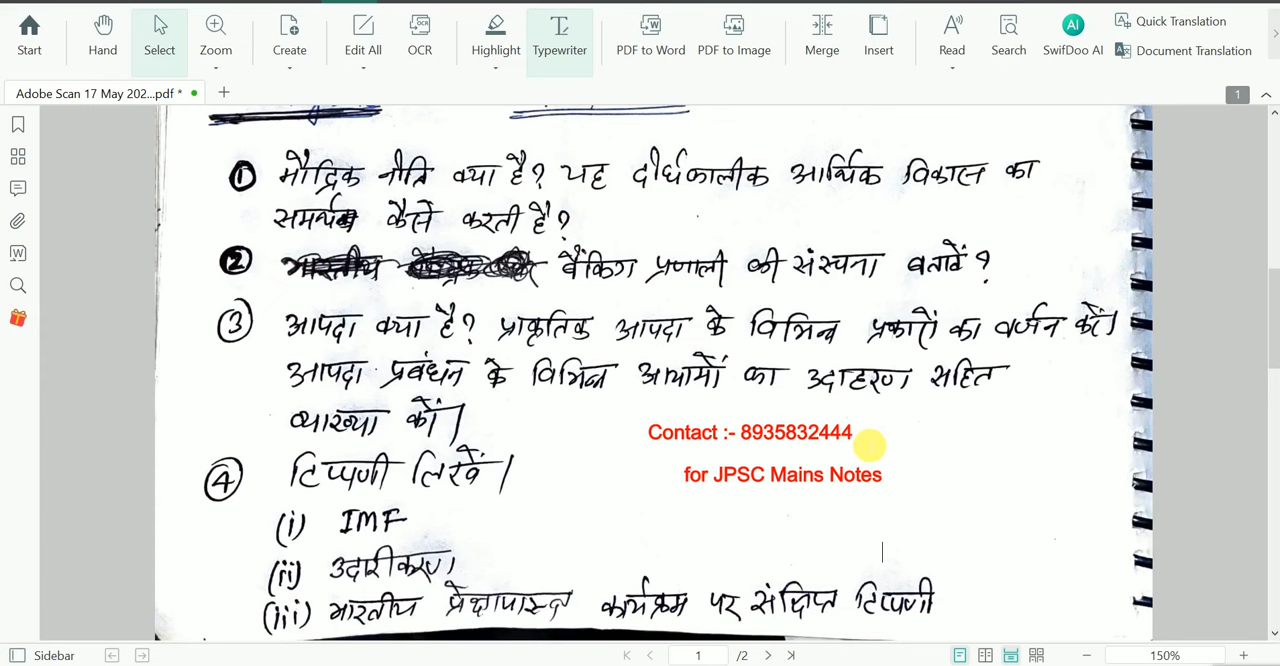 Start Hand Select Zoom Create Edit All OCR Highlight Typewriter PDF to Word PDF to Image Merge Insert Read Search SwifDoo AI Quick Translation
Document Translation
Adobe Scan 17 May 202...pdf *
1
① मौद्रिक नीति क्या है? यह दीर्घकालीक आर्थिक विकास का
समर्थन कैसे करती है?
② बैंकिंग प्रणाली की संरचना बतावें?
③ आपदा क्या है? प्राकृतिक आपदा के विभिन्न प्रकारों का वर्णन करें।
आपदा प्रबंधन के विभिन्न आयामों का उदाहरण सहित
व्याख्या करें।
Contact :- 8935832444
for JPSC Mains Notes
④ टिप्पणी लिखें।
(i) IMF
(ii) उदारीकरण
(iii) भारतीय कार्यक्रम पर संक्षिप्त टिप्पणी
Sidebar 1 /2 150%